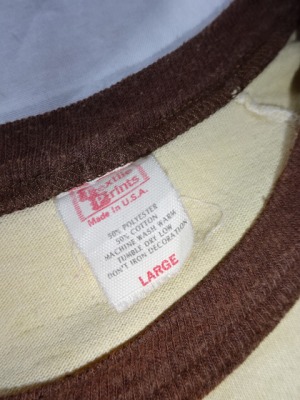 Textile
Prints
Made in U.S.A.
50% POLYESTER
50% COTTON
MACHINE WASH WARM
TUMBLE DRY LOW
DON'T IRON DECORATION
LARGE